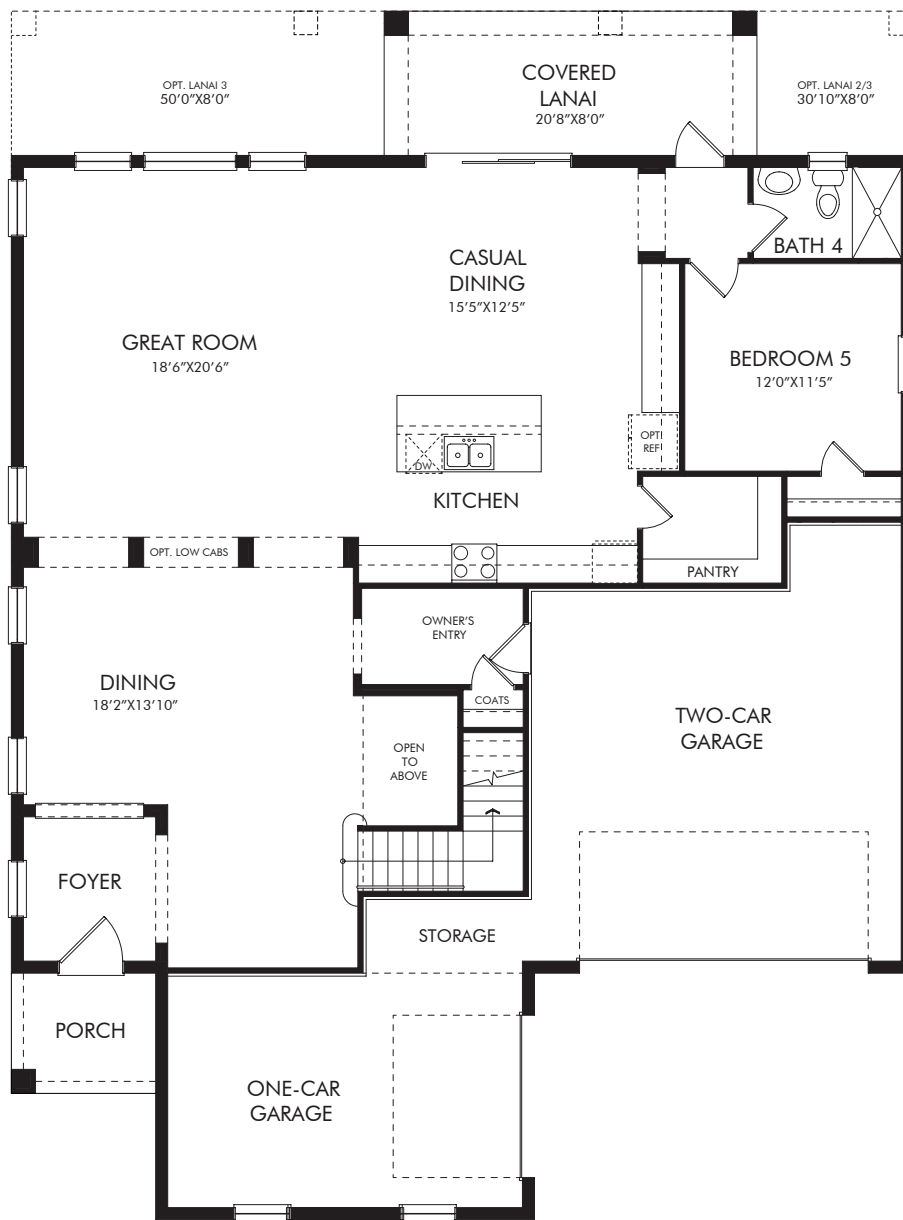 OPT. LANAI 3
50'0"X8'0"
COVERED
LANAI
20'8"X8'0"
OPT. LANAI 2/3
30'10"X8'0"
BATH 4
CASUAL
DINING
15'5"X12'5"
GREAT ROOM
18'6"X20'6"
BEDROOM 5
12'0"X11'5"
OPT
REF
DW
KITCHEN
OPT. LOW CABS
PANTRY
OWNER'S
ENTRY
DINING
18'2"X13'10"
COATS
TWO-CAR
GARAGE
OPEN
TO
ABOVE
FOYER
STORAGE
PORCH
ONE-CAR
GARAGE